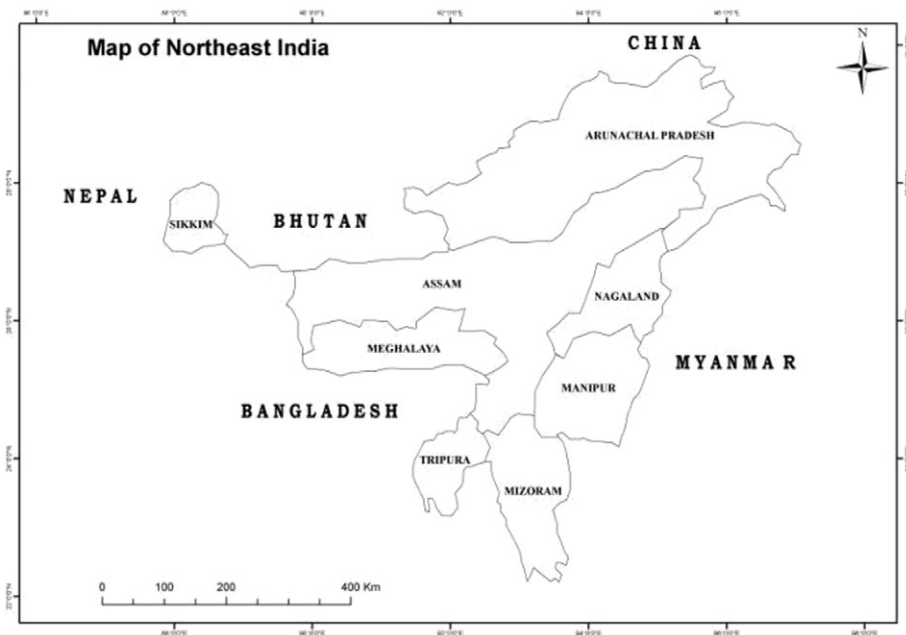 Map of Northeast India
CHINA
N
ARUNACHAL PRADESH
NEPAL
SIKKIM
BHUTAN
ASSAM
NAGALAND
MEGHALAYA
MYANMAR
MANIPUR
BANGLADESH
TRIPURA
MIZORAM
0 100 200 400 Km